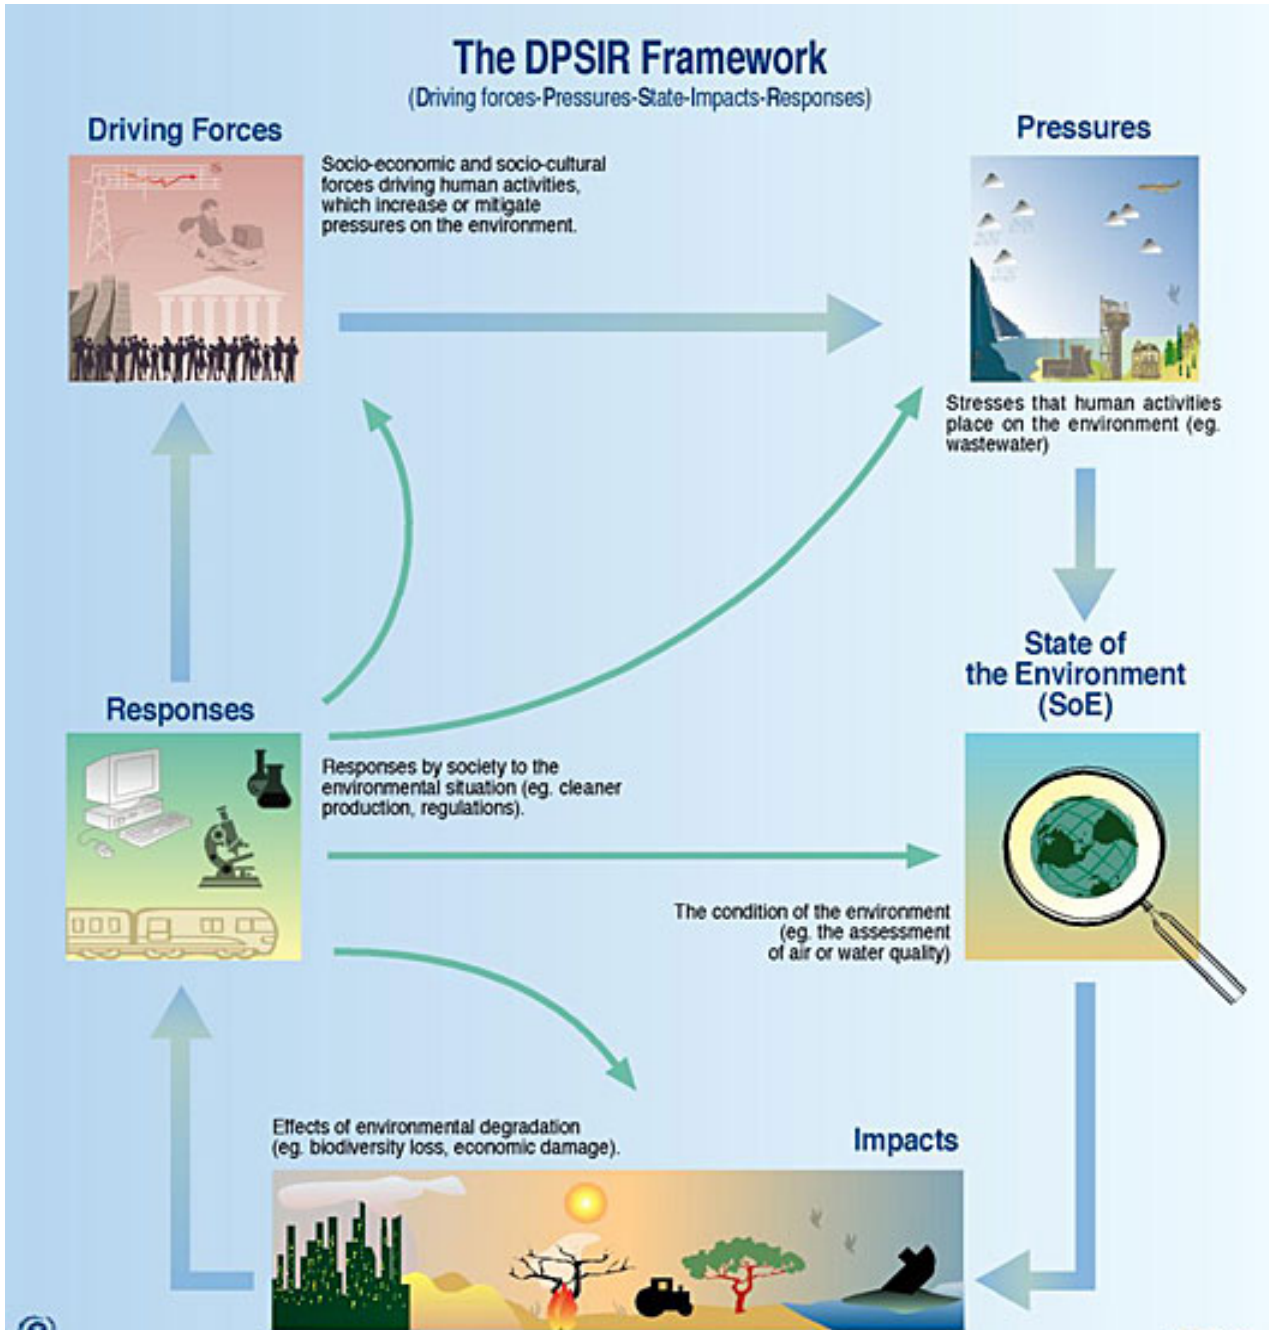 The DPSIR Framework
(Driving forces-Pressures-State-Impacts-Responses)
Driving Forces
Socio-economic and socio-cultural
forces driving human activities,
which increase or mitigate
pressures on the environment.
Pressures
Stresses that human activities
place on the environment (eg.
wastewater)
State of
the Environment
(SoE)
Responses
Responses by society to the
environmental situation (eg. cleaner
production, regulations).
The condition of the environment
(eg. the assessment
of air or water quality)
Effects of environmental degradation
(eg. biodiversity loss, economic damage).
Impacts